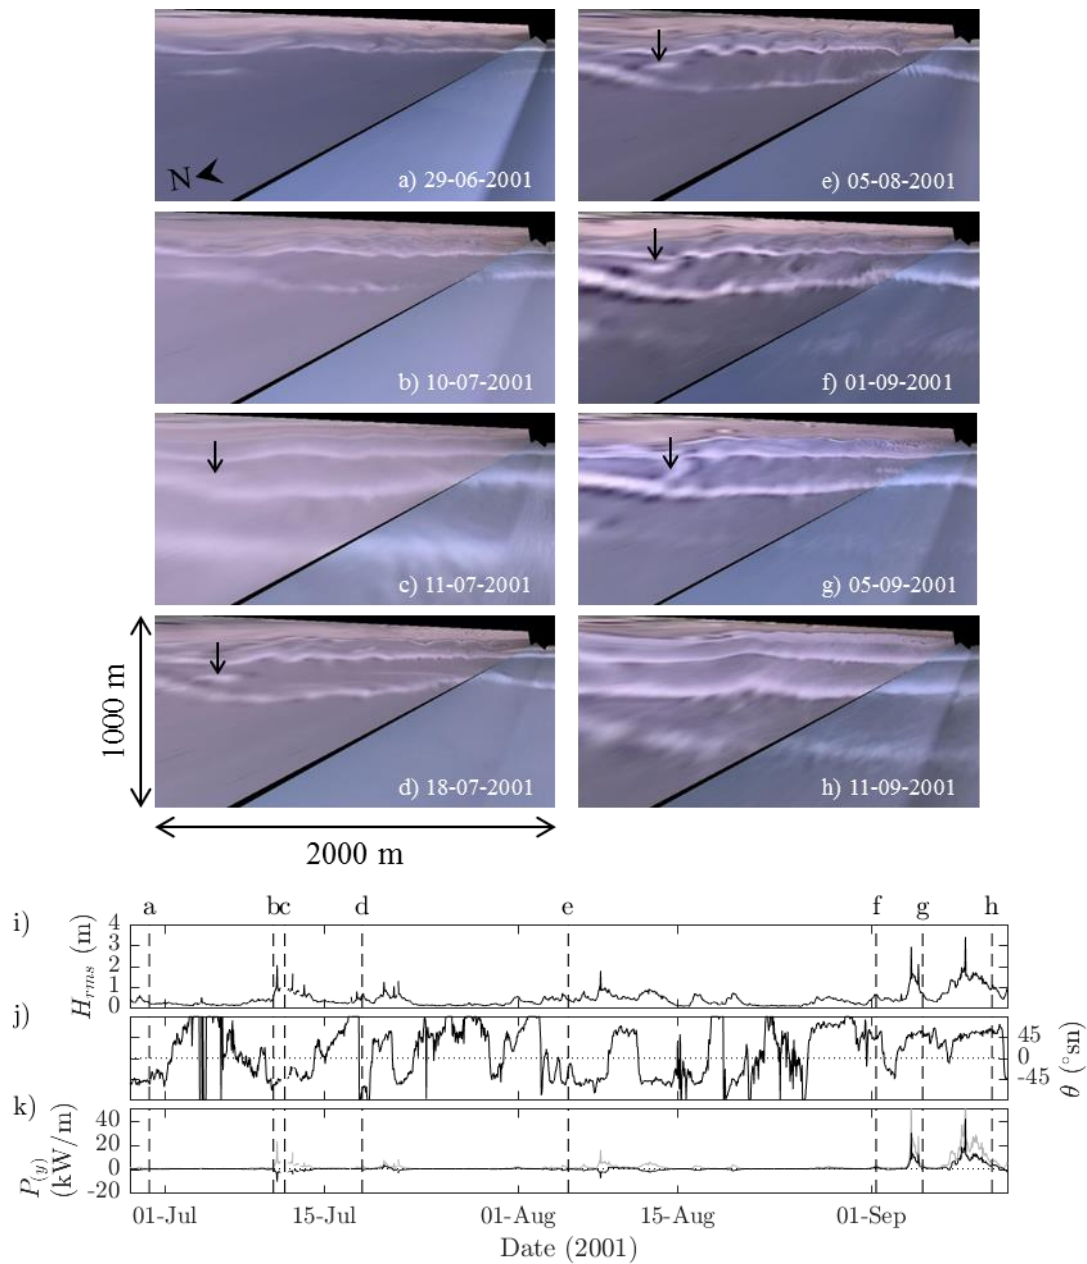 N
a) 29-06-2001
e) 05-08-2001
b) 10-07-2001
f) 01-09-2001
c) 11-07-2001
g) 05-09-2001
d) 18-07-2001
h) 11-09-2001
1000 m
2000 m
a b c d e f g h
i)
H_rms (m)
4
3
2
1
0
j)
45
0
-45
θ (°sn)
k)
P_(y) (kW/m)
40
20
0
-20
01-Jul 15-Jul 01-Aug 15-Aug 01-Sep
Date (2001)